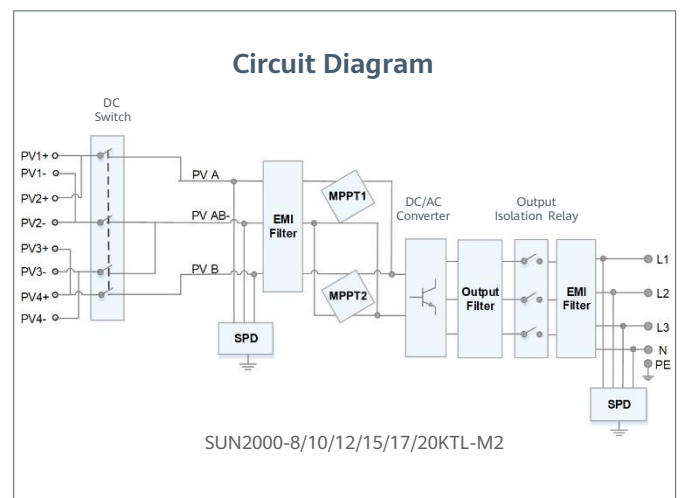 Circuit Diagram
DC
Switch
PV1+
PV1-
PV2+
PV2-
PV3+
PV3-
PV4+
PV4-
PV A
PV AB-
PV B
EMI
Filter
SPD
MPPT1
MPPT2
DC/AC
Converter
Output
Filter
Output
Isolation Relay
EMI
Filter
L1
L2
L3
N
PE
SPD
SUN2000-8/10/12/15/17/20KTL-M2